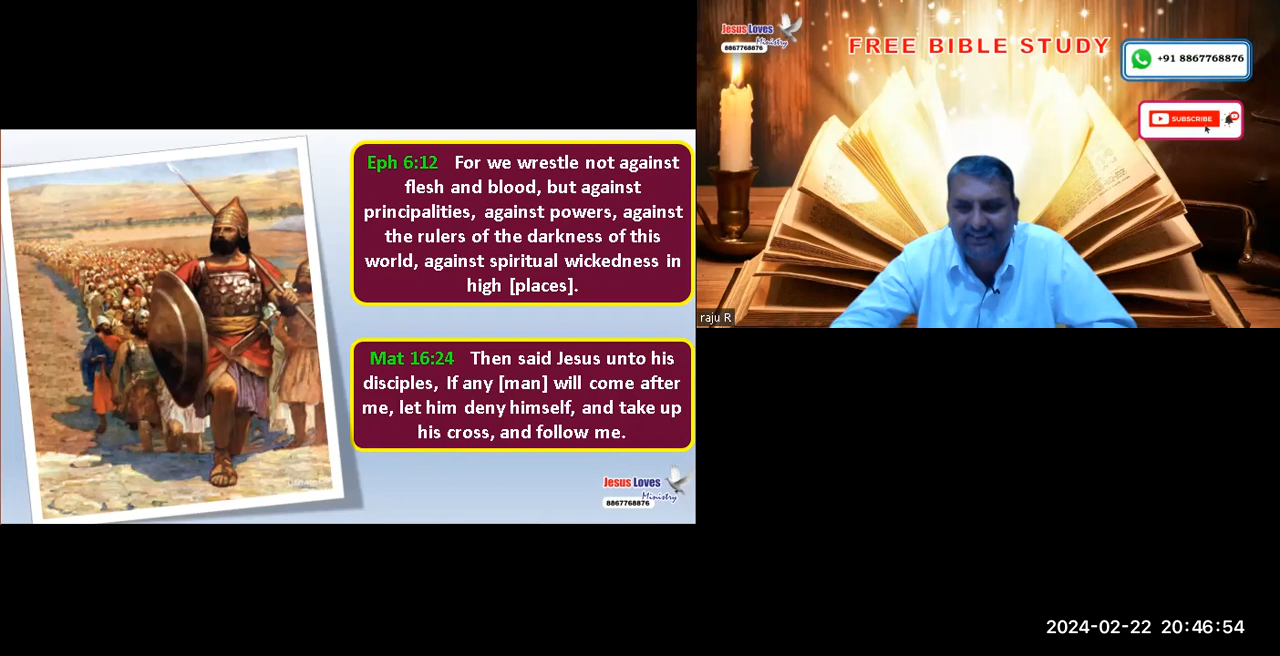 Eph 6:12 For we wrestle not against
flesh and blood, but against
principalities, against powers, against
the rulers of the darkness of this
world, against spiritual wickedness in
high [places].
Mat 16:24 Then said Jesus unto his
disciples, If any [man] will come after
me, let him deny himself, and take up
his cross, and follow me.
Jesus Loves
Ministry
8867768876
Jesus Loves
Ministry
8867768876
FREE BIBLE STUDY
+91 8867768876
SUBSCRIBE
raju R
2024-02-22 20:46:54